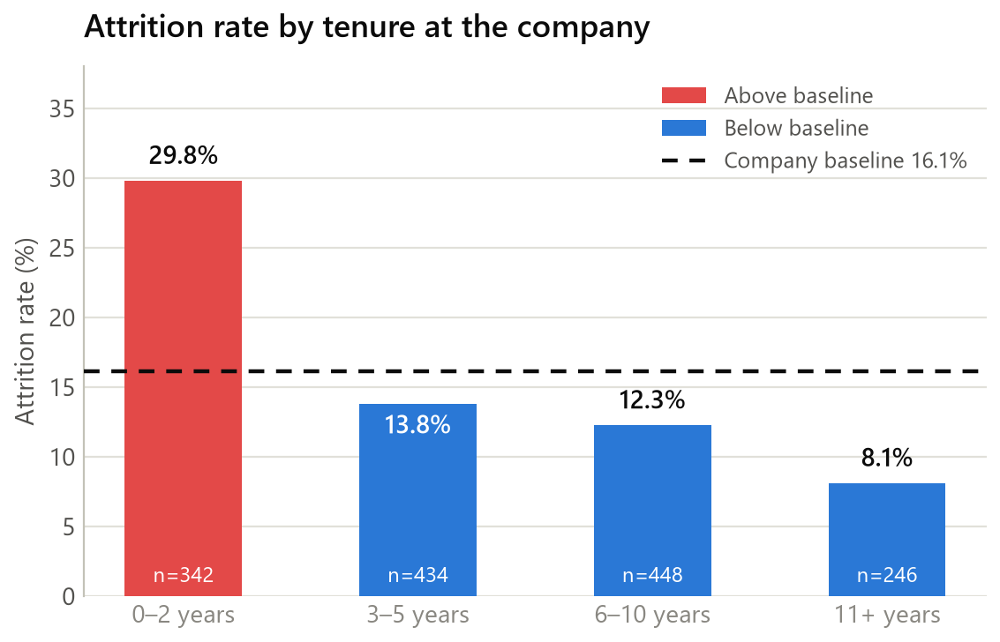 Attrition rate by tenure at the company
Above baseline
Below baseline
Company baseline 16.1%
Attrition rate (%)
35
30
25
20
15
10
5
0
29.8%
13.8%
12.3%
8.1%
n=342
n=434
n=448
n=246
0–2 years
3–5 years
6–10 years
11+ years